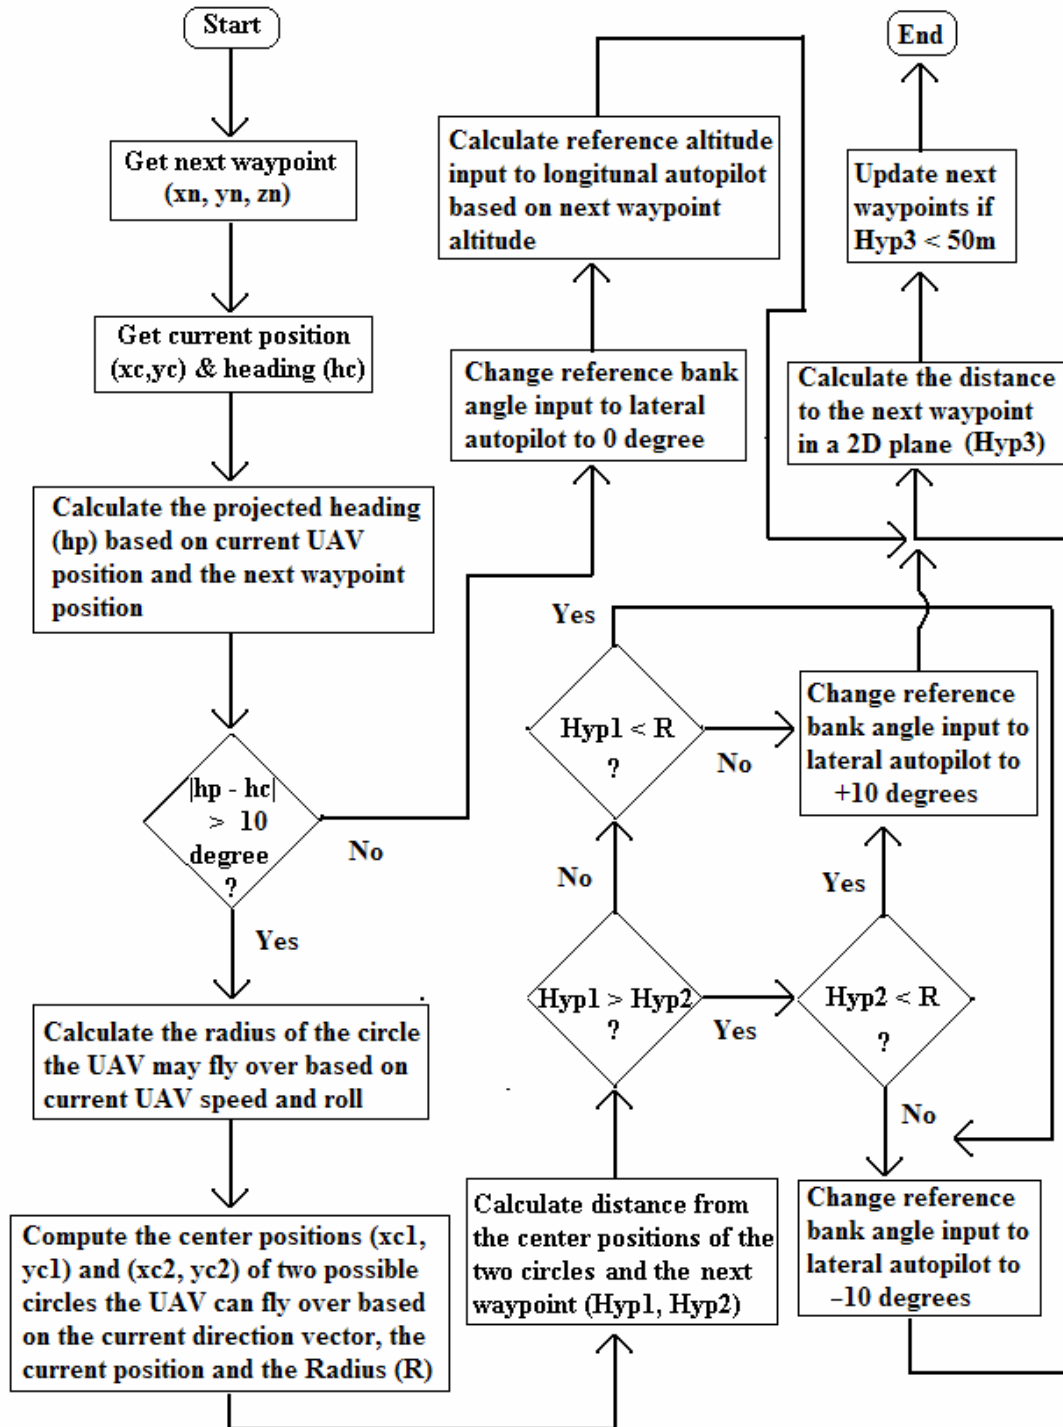 Start
Get next waypoint
(xn, yn, zn)
Get current position
(xc,yc) & heading (hc)
Calculate the projected heading
(hp) based on current UAV
position and the next waypoint
position
|hp - hc|
> 10
degree
?
No
Yes
Calculate the radius of the circle
the UAV may fly over based on
current UAV speed and roll
Compute the center positions (xc1,
yc1) and (xc2, yc2) of two possible
circles the UAV can fly over based
on the current direction vector, the
current position and the Radius (R)
Calculate reference altitude
input to longitunal autopilot
based on next waypoint
altitude
Change reference bank
angle input to lateral
autopilot to 0 degree
Yes
Hyp1 < R
?
No
No
Hyp1 > Hyp2
?
Yes
Calculate distance from
the center positions of the
two circles and the next
waypoint (Hyp1, Hyp2)
End
Update next
waypoints if
Hyp3 < 50m
Calculate the distance
to the next waypoint
in a 2D plane (Hyp3)
Change reference
bank angle input to
lateral autopilot to
+10 degrees
Yes
Hyp2 < R
?
No
Change reference
bank angle input to
lateral autopilot to
–10 degrees